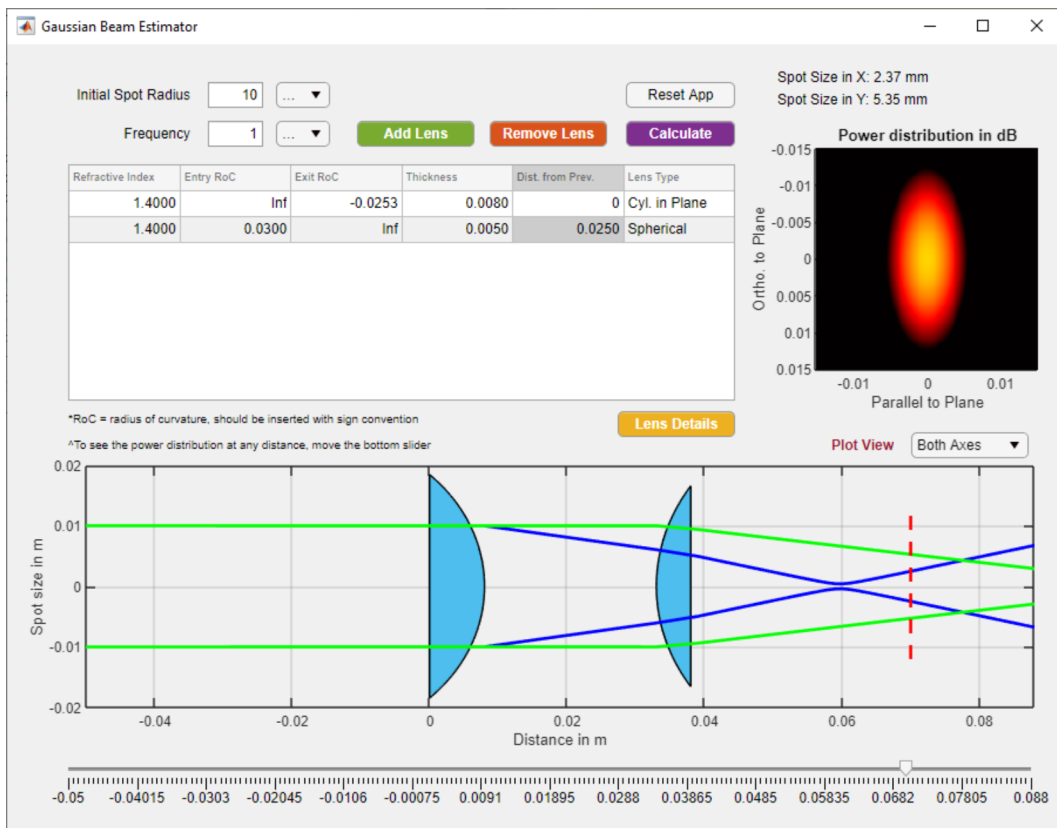 Gaussian Beam Estimator
Initial Spot Radius 10 ...
Reset App
Frequency 1 ...
Add Lens Remove Lens Calculate
Refractive Index Entry RoC Exit RoC Thickness Dist. from Prev. Lens Type
1.4000 Inf -0.0253 0.0080 0 Cyl. in Plane
1.4000 0.0300 Inf 0.0050 0.0250 Spherical
*RoC = radius of curvature, should be inserted with sign convention
^To see the power distribution at any distance, move the bottom slider
Lens Details
Spot Size in X: 2.37 mm
Spot Size in Y: 5.35 mm
Power distribution in dB
Ortho. to Plane
-0.015
-0.01
-0.005
0
0.005
0.01
0.015
-0.01 0 0.01
Parallel to Plane
Plot View Both Axes
Spot size in m
0.02
0.01
0
-0.01
-0.02
-0.04 -0.02 0 0.02 0.04 0.06 0.08
Distance in m
-0.05 -0.04015 -0.0303 -0.02045 -0.0106 -0.00075 0.0091 0.01895 0.0288 0.03865 0.0485 0.05835 0.0682 0.07805 0.088